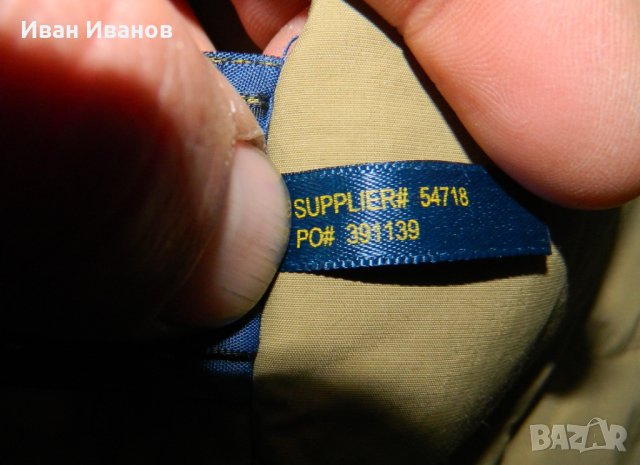 Иван Иванов
SUPPLIER# 54718
PO# 391139
BAZAR